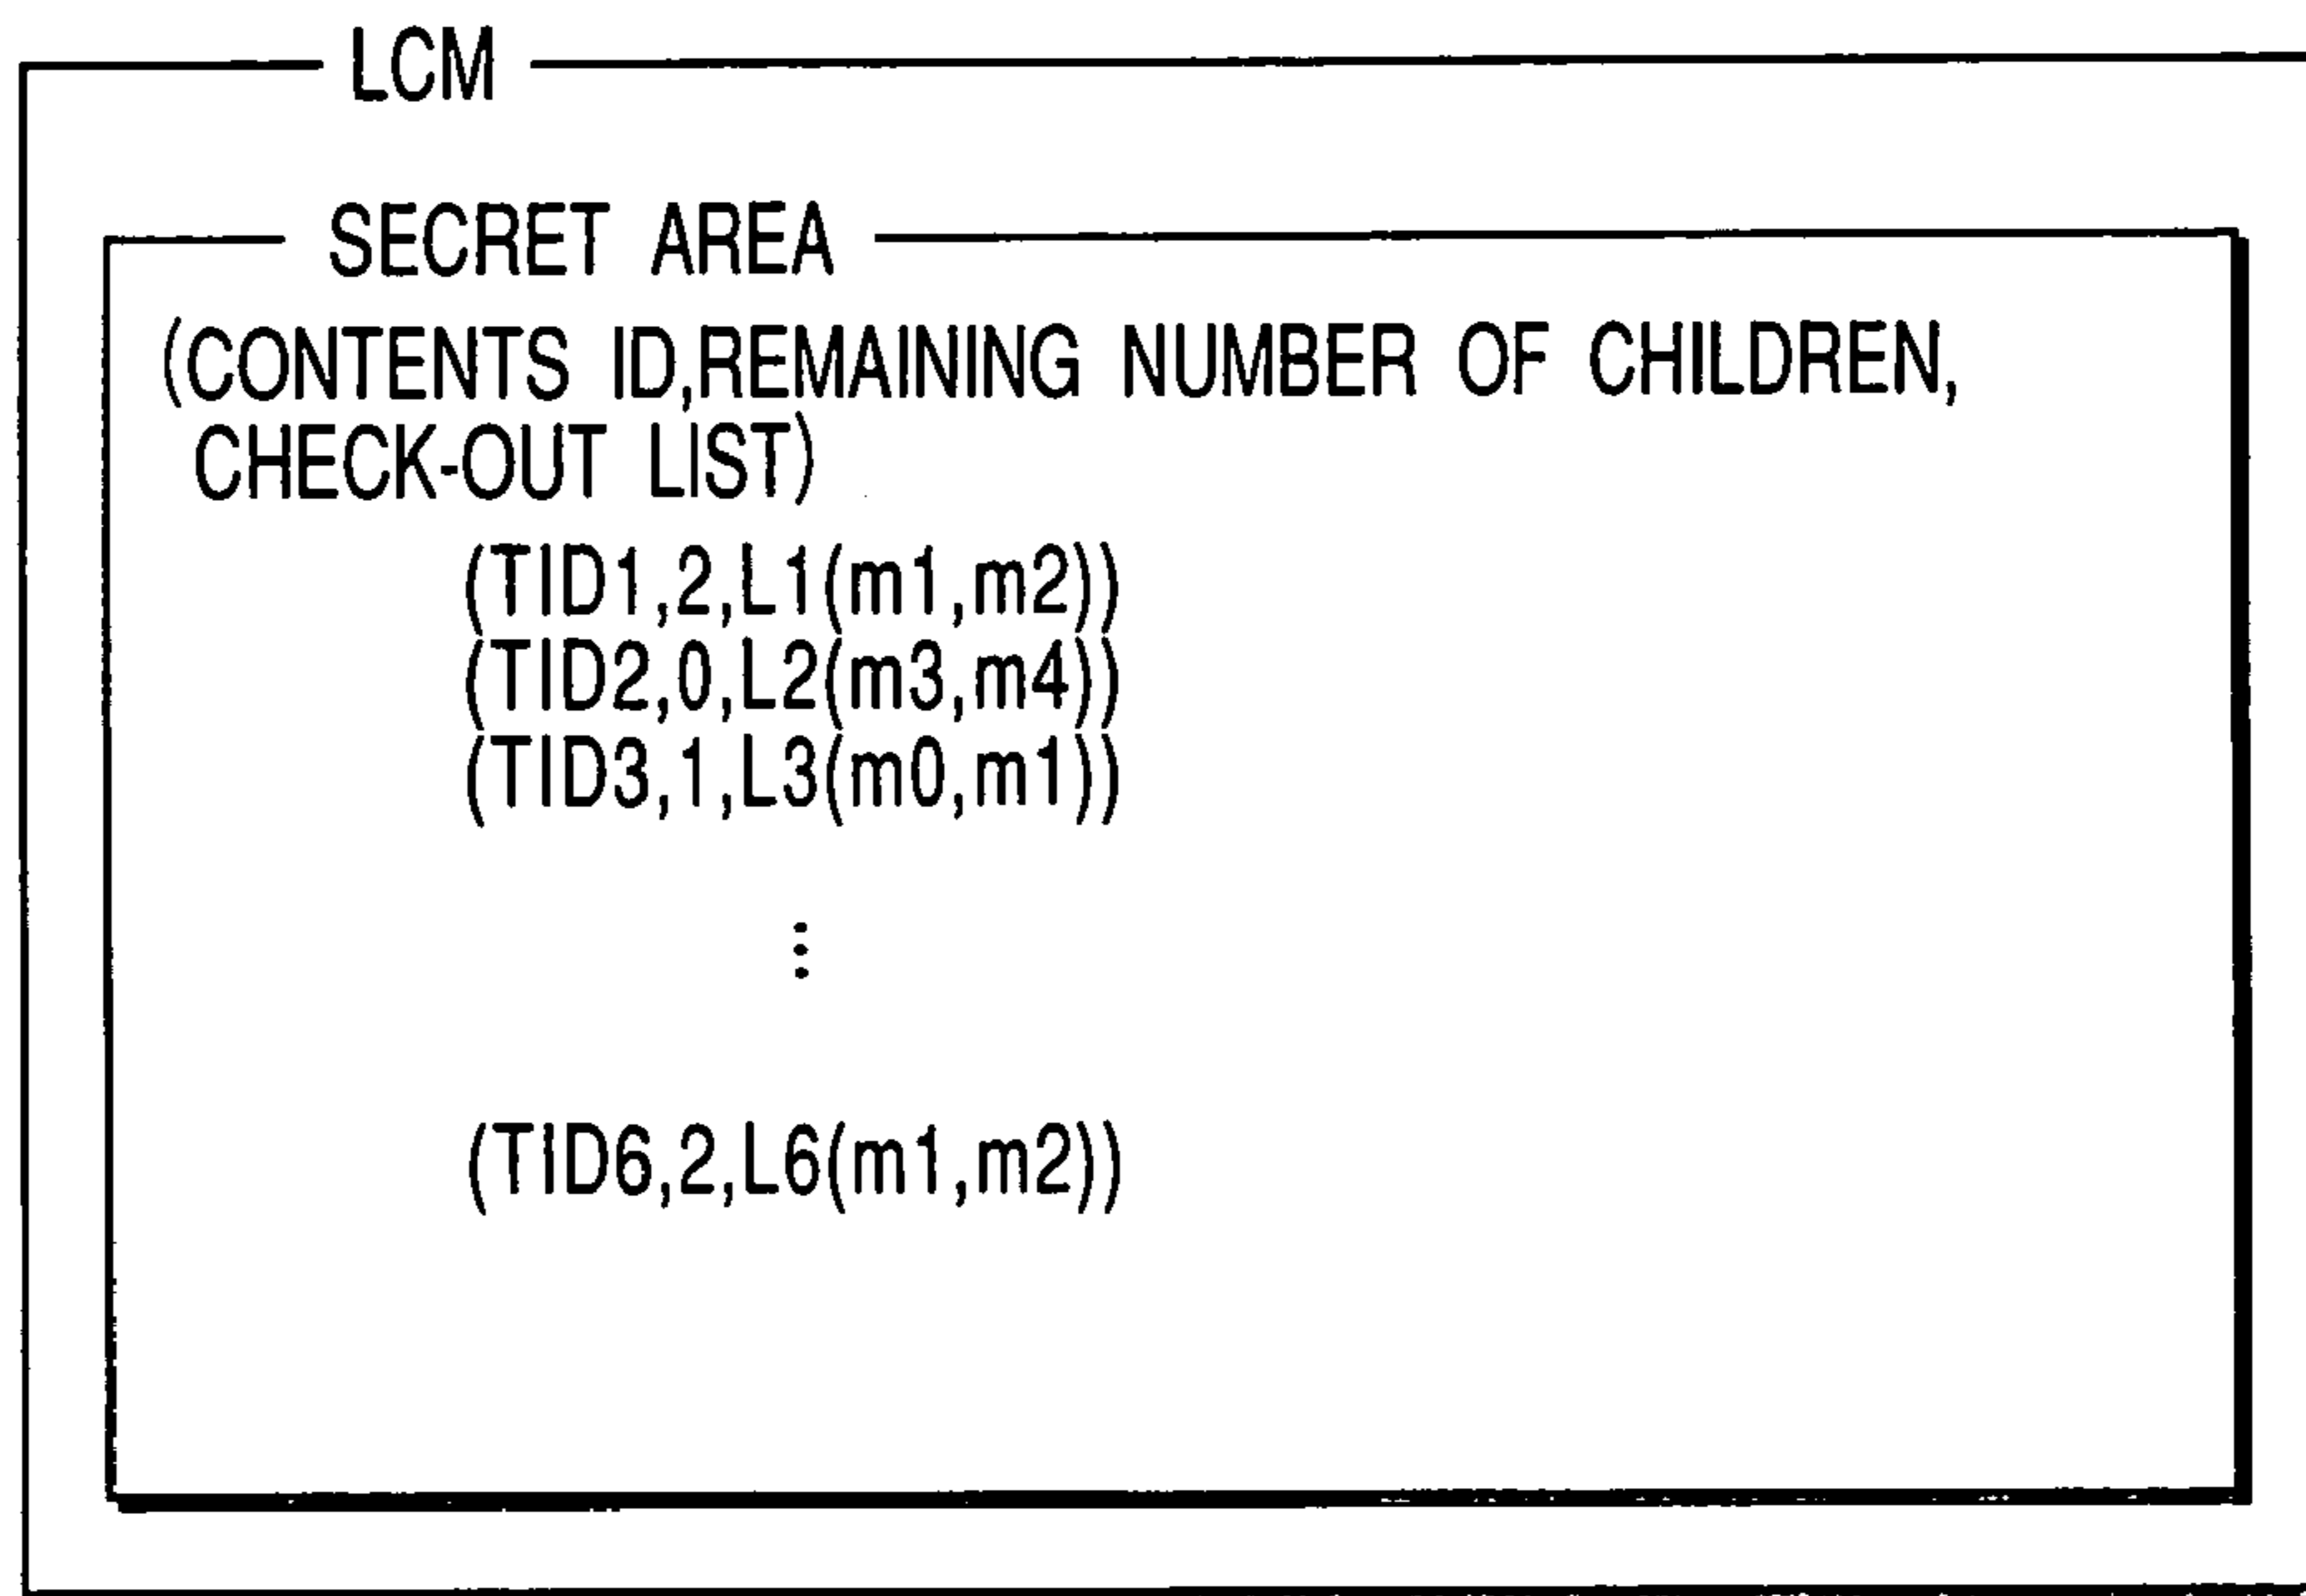 LCM
SECRET AREA
(CONTENTS ID,REMAINING NUMBER OF CHILDREN,
CHECK-OUT LIST)
(TID1,2,L1(m1,m2))
(TID2,0,L2(m3,m4))
(TID3,1,L3(m0,m1))
⋮
(TID6,2,L6(m1,m2))